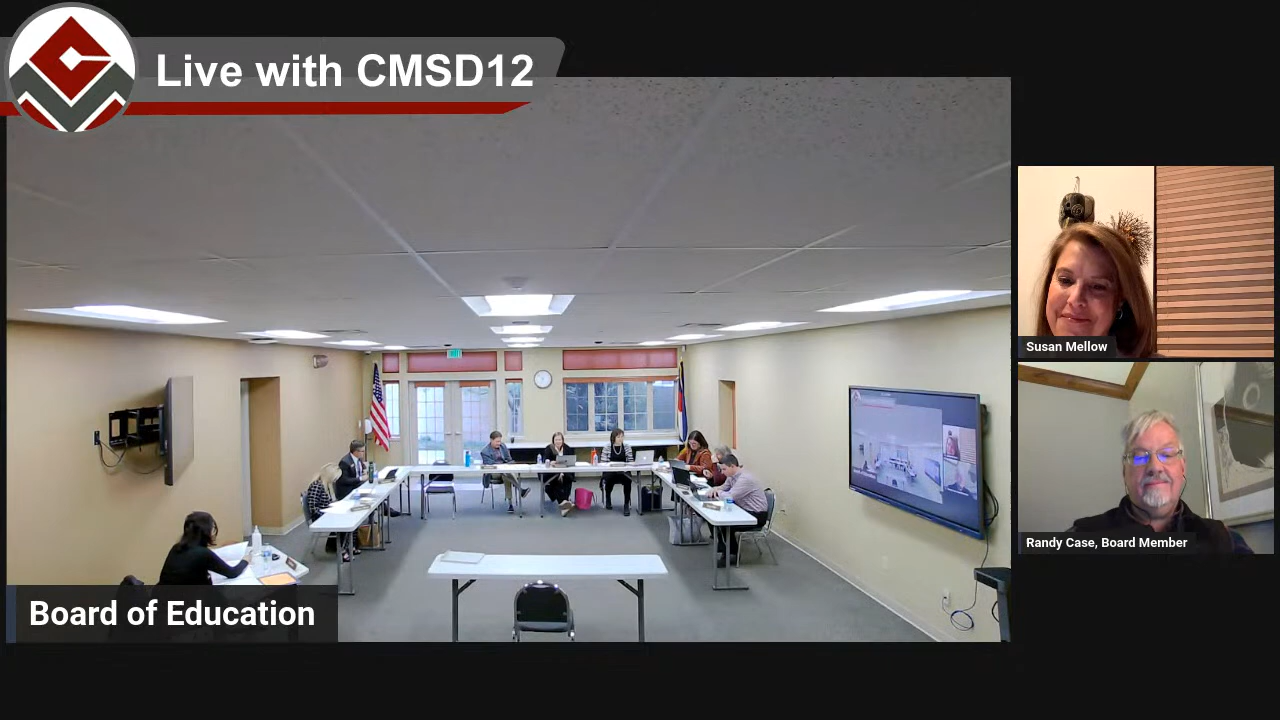 Live with CMSD12
Susan Mellow
Randy Case, Board Member
Board of Education